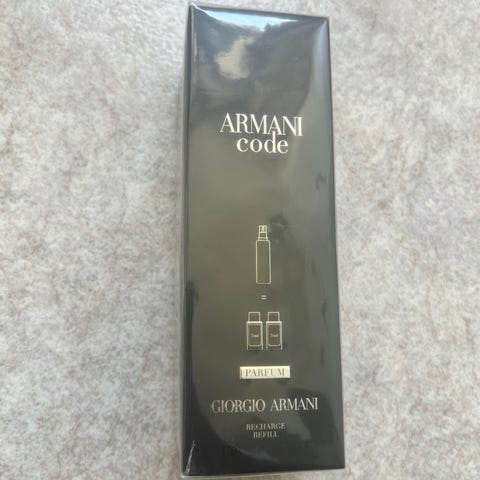 ARMANI
code
=
PARFUM
GIORGIO ARMANI
RECHARGE
REFILL